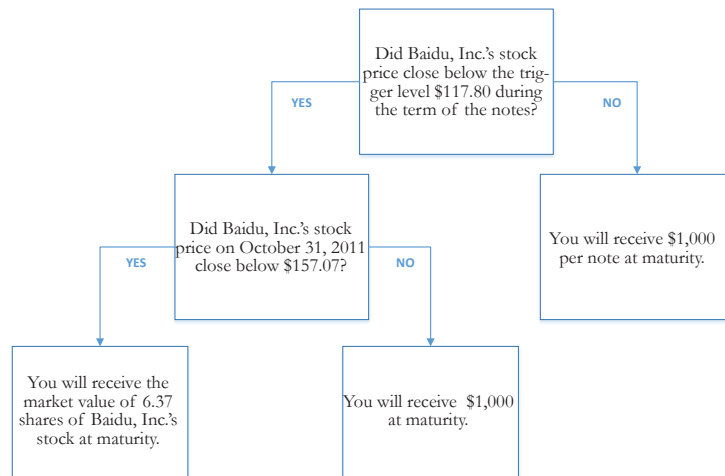 Did Baidu, Inc.'s stock
price close below the trig-
ger level $117.80 during
the term of the notes?
YES
NO
Did Baidu, Inc.'s stock
price on October 31, 2011
close below $157.07?
You will receive $1,000
per note at maturity.
YES
NO
You will receive the
market value of 6.37
shares of Baidu, Inc.'s
stock at maturity.
You will receive $1,000
at maturity.